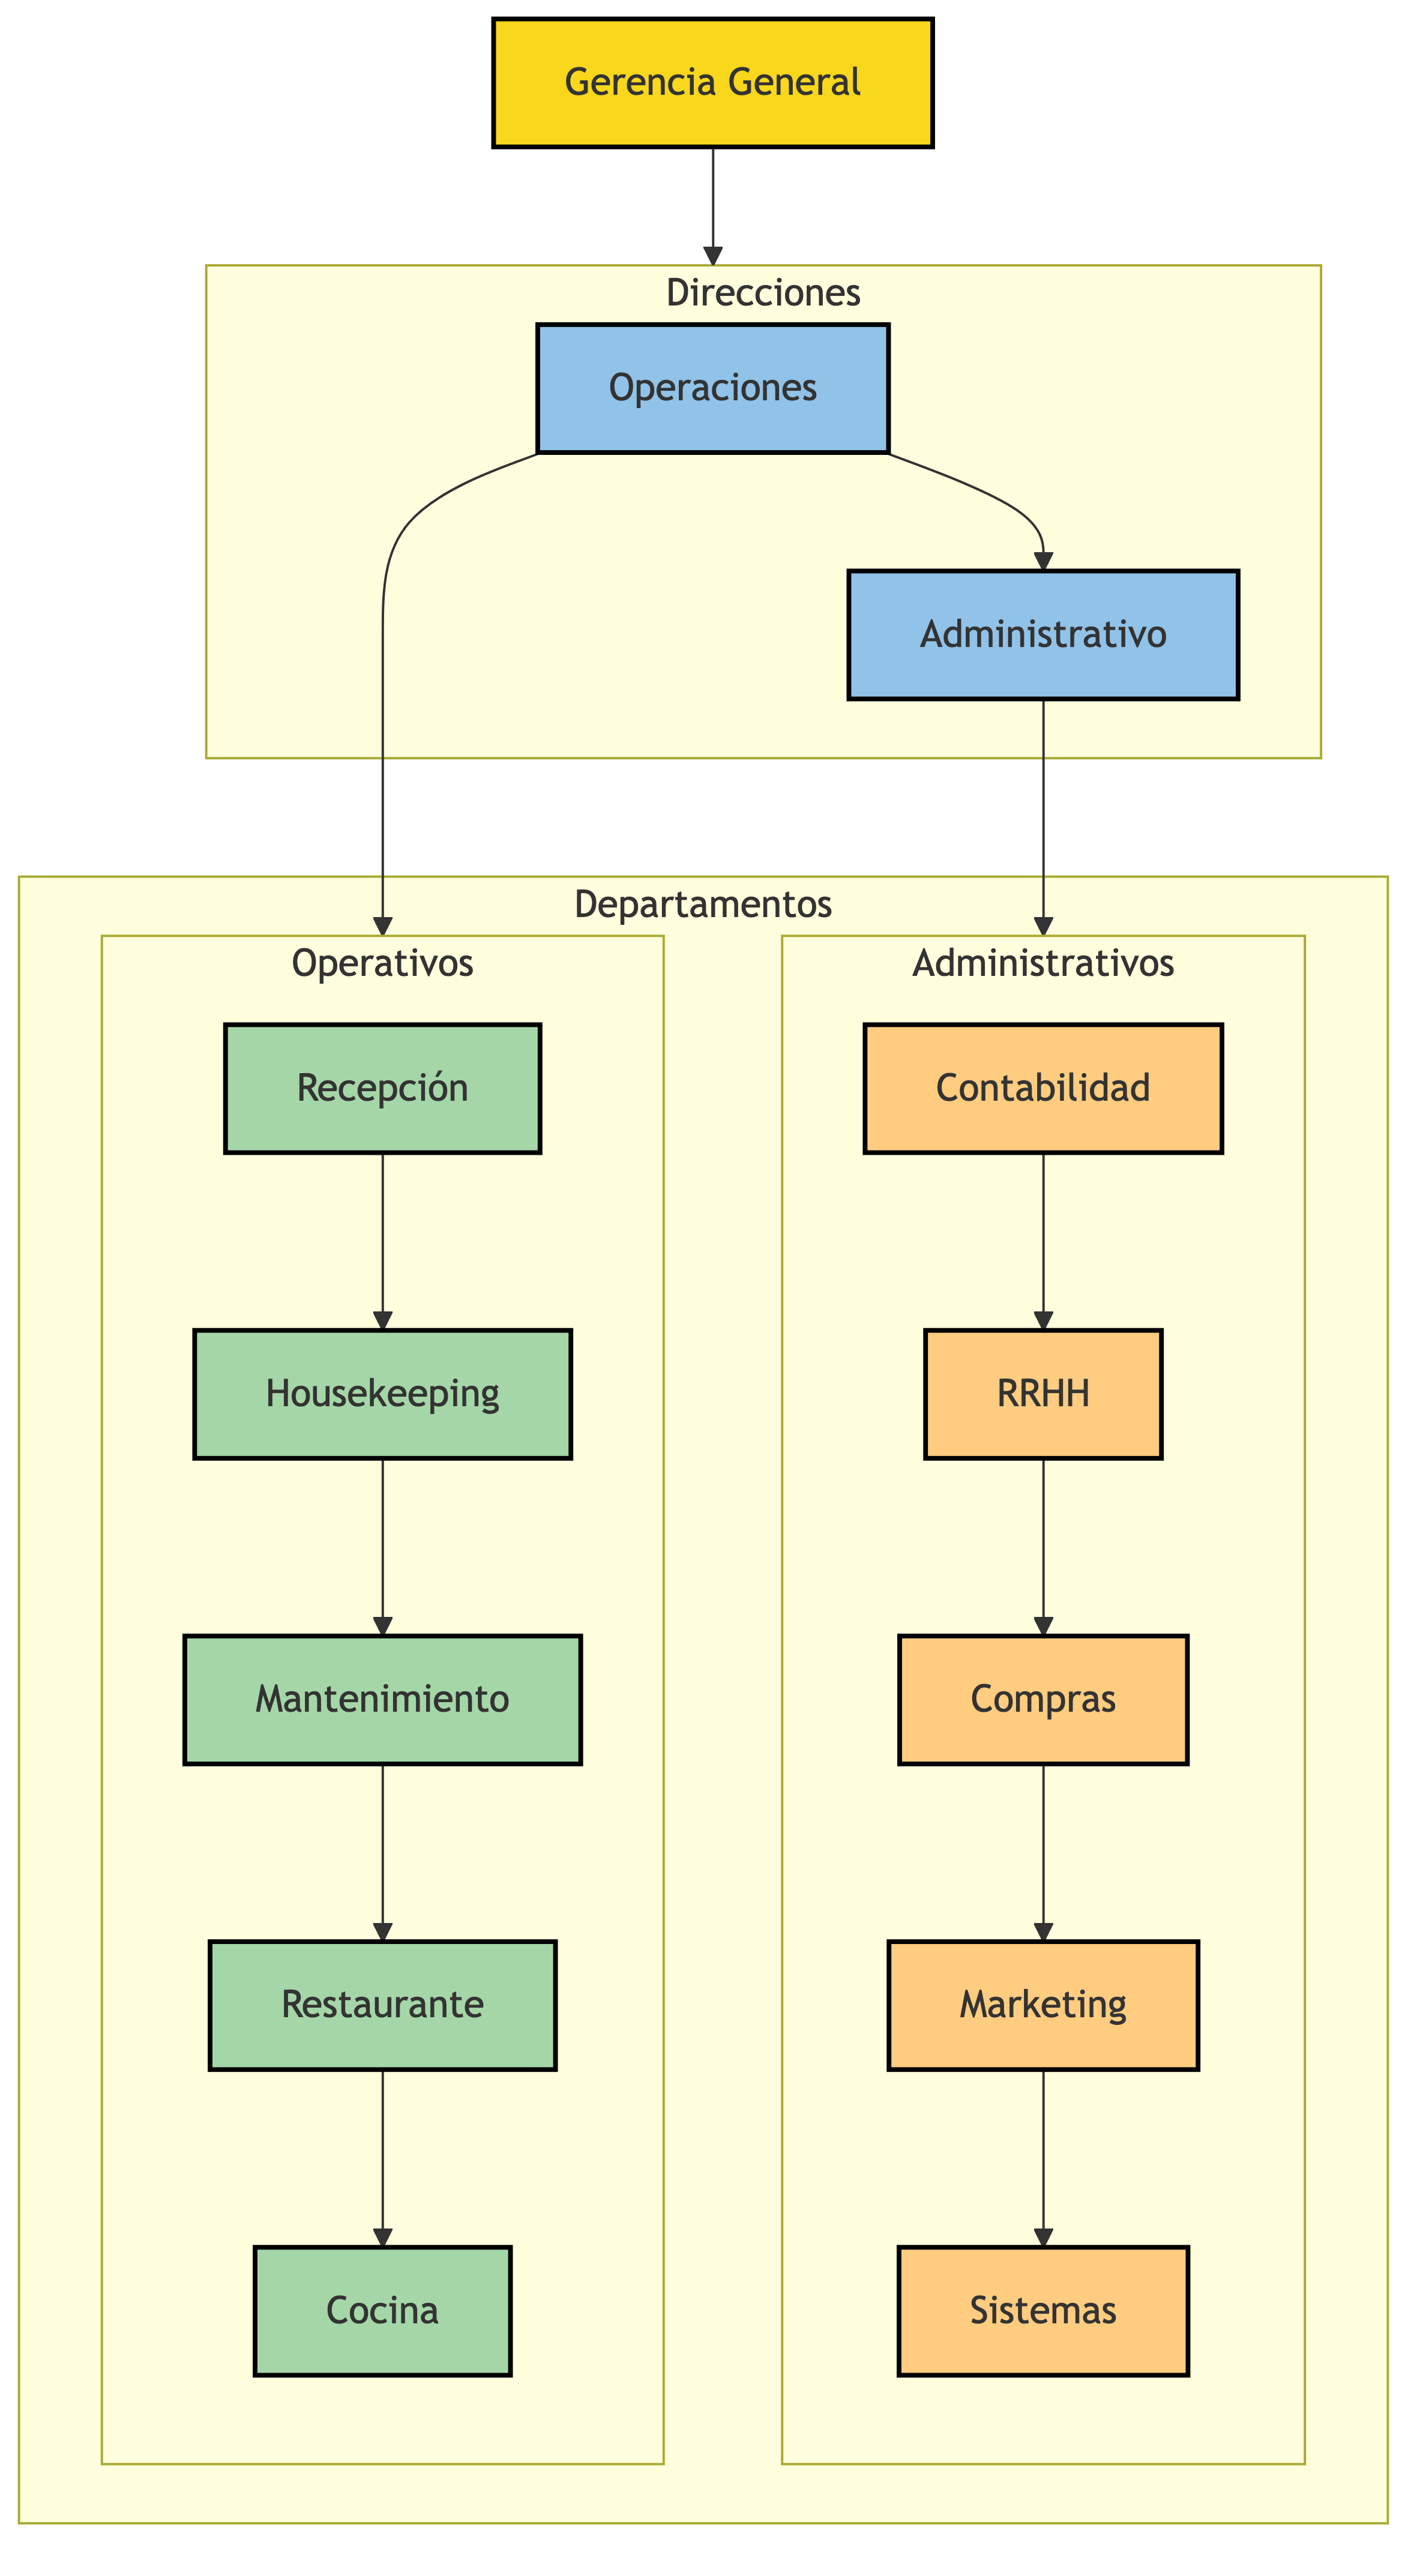 Gerencia General
Direcciones
Operaciones
Administrativo
Departamentos
Operativos
Recepción
Housekeeping
Mantenimiento
Restaurante
Cocina
Administrativos
Contabilidad
RRHH
Compras
Marketing
Sistemas